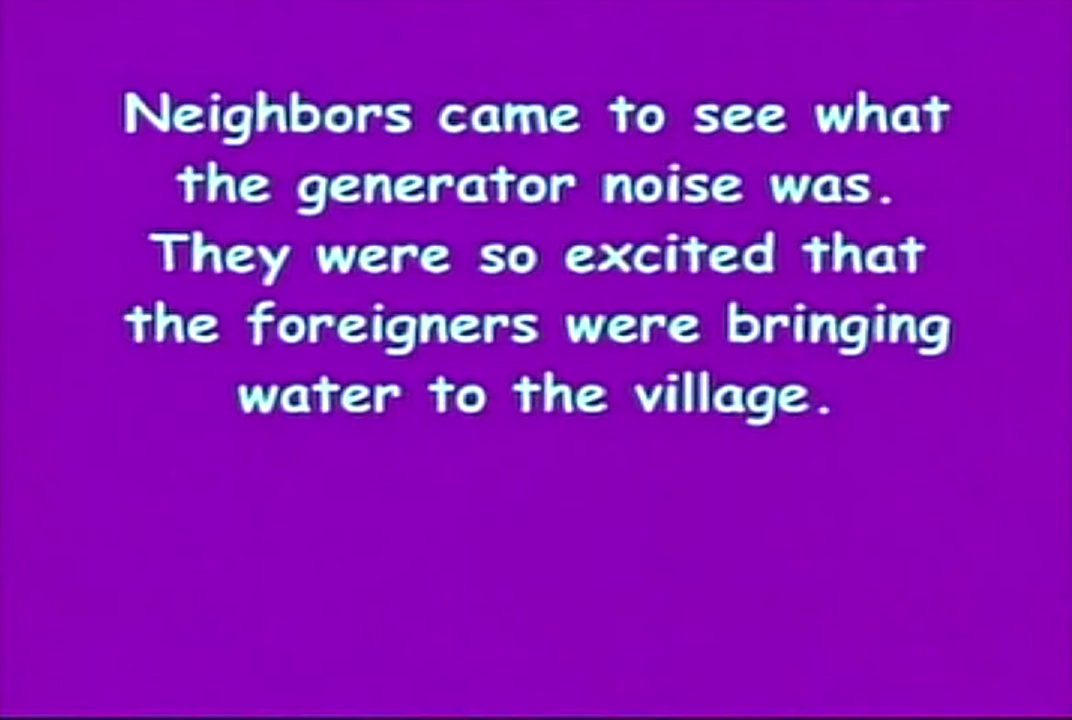 Neighbors came to see what
the generator noise was.
They were so excited that
the foreigners were bringing
water to the village.